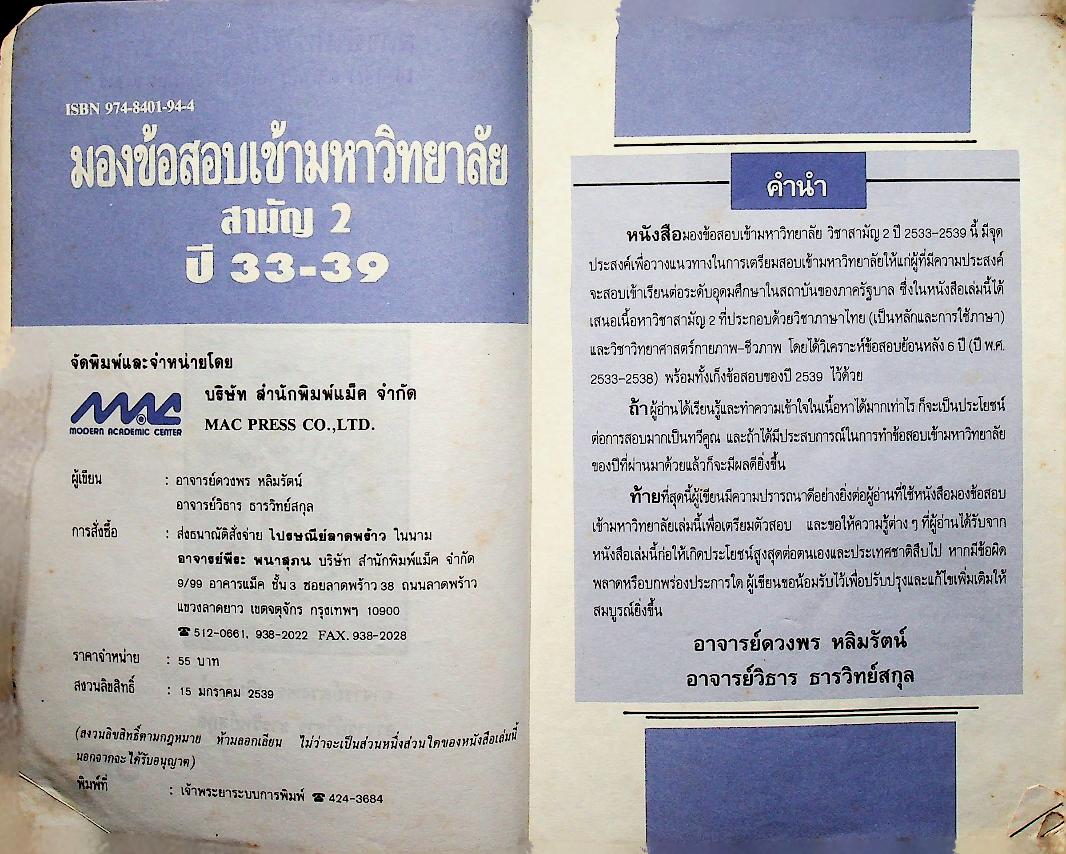 ISBN 974-8401-94-4
มองข้อสอบเข้ามหาวิทยาลัย
สามัญ 2
ปี 33-39
จัดพิมพ์และจำหน่ายโดย
MAC
MODERN ACADEMIC CENTER
บริษัท สำนักพิมพ์แม็ค จำกัด
MAC PRESS CO.,LTD.
ผู้เขียน : อาจารย์ดวงพร หลิมรัตน์
อาจารย์วิธาร ธารวิทย์สกุล
การสั่งซื้อ : ส่งธนาณัติสั่งจ่าย ไปรษณีย์ลาดพร้าว ในนาม
อาจารย์พีระ พนาสุภน บริษัท สำนักพิมพ์แม็ค จำกัด
9/99 อาคารแม็ค ชั้น 3 ซอยลาดพร้าว 38 ถนนลาดพร้าว
แขวงลาดยาว เขตจตุจักร กรุงเทพฯ 10900
☎ 512-0661, 938-2022 FAX. 938-2028
ราคาจำหน่าย : 55 บาท
สงวนลิขสิทธิ์ : 15 มกราคม 2539
(สงวนลิขสิทธิ์ตามกฎหมาย ห้ามลอกเลียน ไม่ว่าจะเป็นส่วนหนึ่งส่วนใดของหนังสือเล่มนี้
นอกจากจะได้รับอนุญาต)
พิมพ์ที่ : เจ้าพระยาระบบการพิมพ์ ☎ 424-3684
คำนำ
หนังสือมองข้อสอบเข้ามหาวิทยาลัย วิชาสามัญ 2 ปี 2533-2539 นี้ มีจุด
ประสงค์เพื่อวางแนวทางในการเตรียมสอบเข้ามหาวิทยาลัยให้แก่ผู้ที่มีความประสงค์
จะสอบเข้าเรียนต่อระดับอุดมศึกษาในสถาบันของภาครัฐบาล ซึ่งในหนังสือเล่มนี้ได้
เสนอเนื้อหาวิชาสามัญ 2 ที่ประกอบด้วยวิชาภาษาไทย (เป็นหลักและการใช้ภาษา)
และวิชาวิทยาศาสตร์กายภาพ-ชีวภาพ โดยได้วิเคราะห์ข้อสอบย้อนหลัง 6 ปี (ปี พ.ศ.
2533-2538) พร้อมทั้งเก็งข้อสอบของปี 2539 ไว้ด้วย
ถ้าผู้อ่านได้เรียนรู้และทำความเข้าใจในเนื้อหาได้มากเท่าไร ก็จะเป็นประโยชน์
ต่อการสอบมากเป็นทวีคูณ และถ้าได้มีประสบการณ์ในการทำข้อสอบเข้ามหาวิทยาลัย
ของปีที่ผ่านมาด้วยแล้วก็จะมีผลดียิ่งขึ้น
ท้ายที่สุดนี้ผู้เขียนมีความปรารถนาดีอย่างยิ่งต่อผู้อ่านที่ใช้หนังสือมองข้อสอบ
เข้ามหาวิทยาลัยเล่มนี้เพื่อเตรียมตัวสอบ และขอให้ความรู้ต่าง ๆ ที่ผู้อ่านได้รับจาก
หนังสือเล่มนี้ก่อให้เกิดประโยชน์สูงสุดต่อตนเองและประเทศชาติสืบไป หากมีข้อผิด
พลาดหรือบกพร่องประการใด ผู้เขียนขอน้อมรับไว้เพื่อปรับปรุงและแก้ไขเพิ่มเติมให้
สมบูรณ์ยิ่งขึ้น
อาจารย์ดวงพร หลิมรัตน์
อาจารย์วิธาร ธารวิทย์สกุล